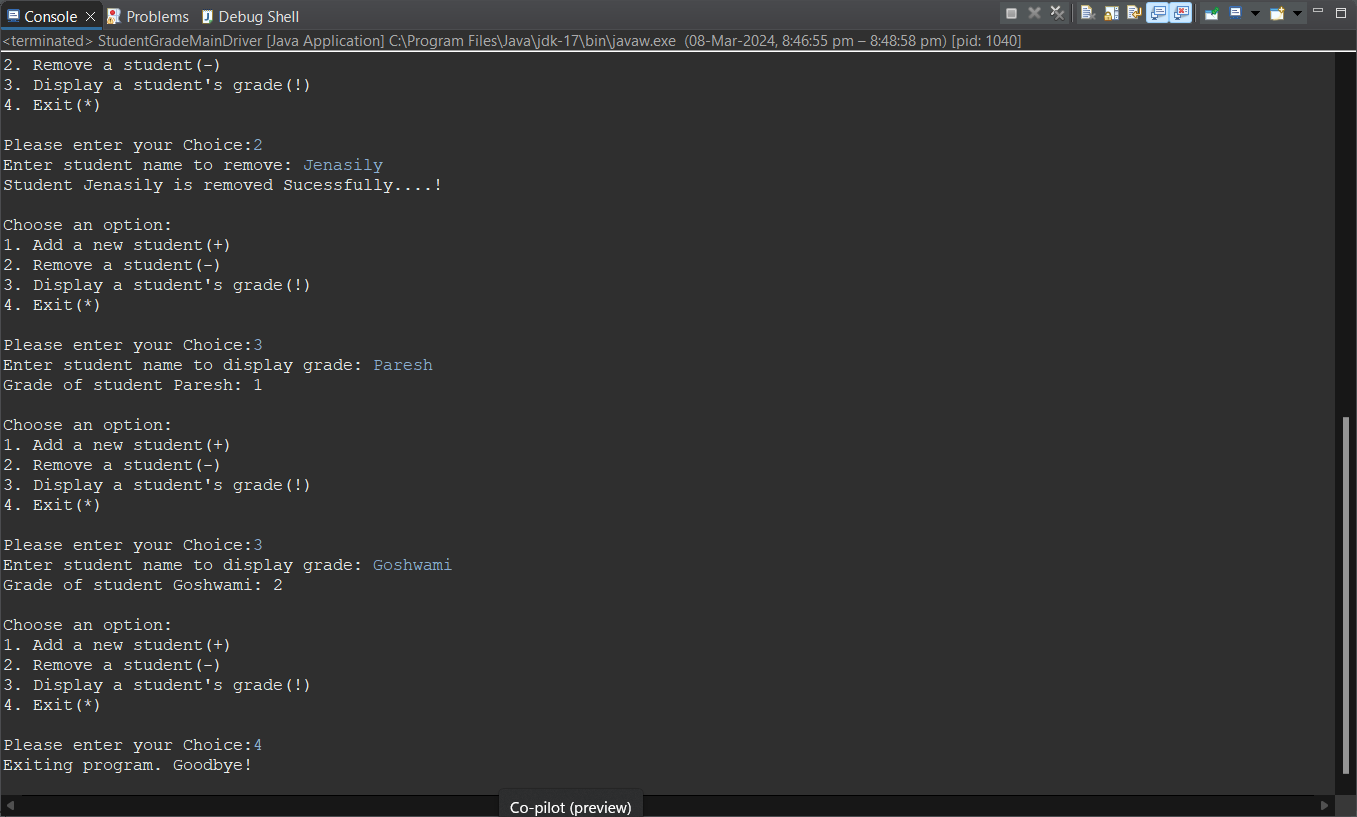 Console Problems Debug Shell
<terminated> StudentGradeMainDriver [Java Application] C:\Program Files\Java\jdk-17\bin\javaw.exe (08-Mar-2024, 8:46:55 pm – 8:48:58 pm) [pid: 1040]
2. Remove a student(-)
3. Display a student's grade(!)
4. Exit(*)
Please enter your Choice:2
Enter student name to remove: Jenasily
Student Jenasily is removed Sucessfully....!
Choose an option:
1. Add a new student(+)
2. Remove a student(-)
3. Display a student's grade(!)
4. Exit(*)
Please enter your Choice:3
Enter student name to display grade: Paresh
Grade of student Paresh: 1
Choose an option:
1. Add a new student(+)
2. Remove a student(-)
3. Display a student's grade(!)
4. Exit(*)
Please enter your Choice:3
Enter student name to display grade: Goshwami
Grade of student Goshwami: 2
Choose an option:
1. Add a new student(+)
2. Remove a student(-)
3. Display a student's grade(!)
4. Exit(*)
Please enter your Choice:4
Exiting program. Goodbye!
Co-pilot (preview)